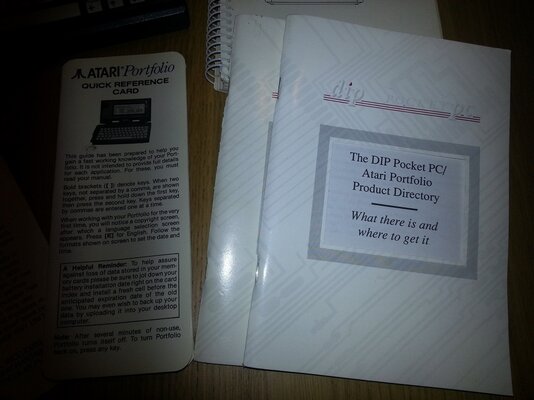 ATARI Portfolio
QUICK REFERENCE
CARD
This guide has been prepared to help you
gain a fast working knowledge of your Port-
folio. It is not intended to provide full details
for each application. For these, you must
read your manual.
Bold brackets ([ ]) denote keys. When two
keys, not separated by a comma, are shown
together, press and hold down the first key,
then press the second key. Keys separated
by commas are entered one at a time.
When working with your Portfolio for the very
first time, you will notice a copyright screen,
after which a language selection screen
appears. Press [E] for English. Follow the
formats shown on screen to set the date and
time.
A Helpful Reminder: To help assure
against loss of data stored in your mem-
ory cards please be sure to jot down your
battery installation date right on the card
index and install a fresh cell before the
anticipated expiration date of the old
one. You may even wish to back up your
data by uploading it into your desktop
computer.
Note: After several minutes of non-use,
Portfolio turns itself off. To turn Portfolio
back on, press any key.
dip
pc
The DIP Pocket PC/
Atari Portfolio
Product Directory
What there is and
where to get it